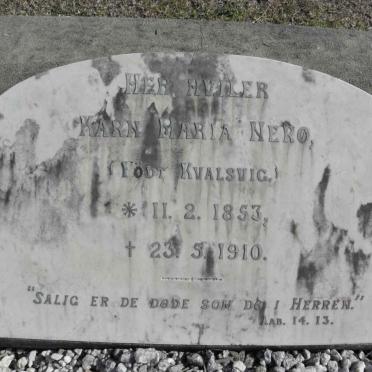 HER HVILER
KARN MARIA NERO,
(FØDT KVALSVIG.)
* 11. 2. 1853,
† 23. 5. 1910.
"SALIG ER DE DØDE SOM DØ I HERREN."
AAB. 14. 13.